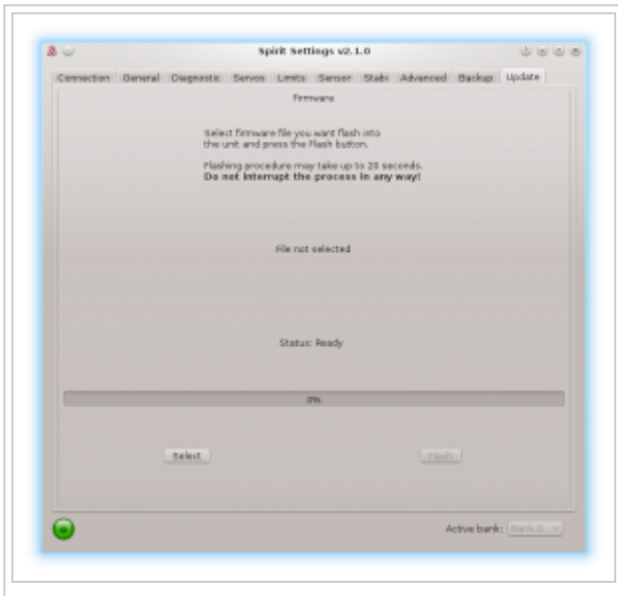 Spirit Settings v2.1.0
Connection General Diagnostic Servos Limits Sensor Stabi Advanced Backup Update
Firmware
Select firmware file you want flash into
the unit and press the Flash button.
Flashing procedure may take up to 20 seconds.
Do not interrupt the process in any way!
File not selected
Status: Ready
0%
Select Flash
Active bank: Bank 0